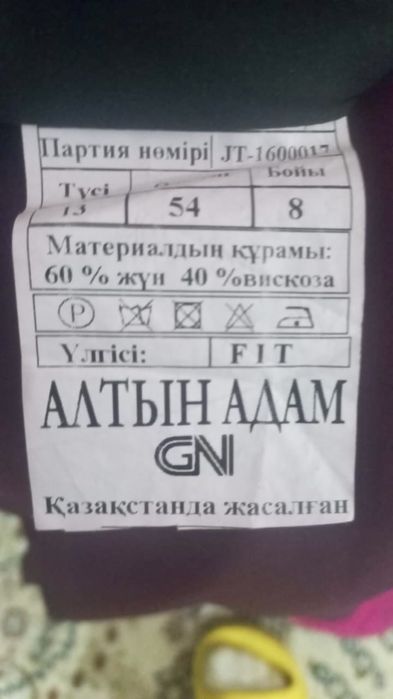 Партия нөмірі JT-1600017
Түсі Бойы
13 54 8
Материалдың құрамы:
60 % жүн 40 %вискоза
P
Үлгісі: FIT
АЛТЫН АДАМ
GN
Қазақстанда жасалған